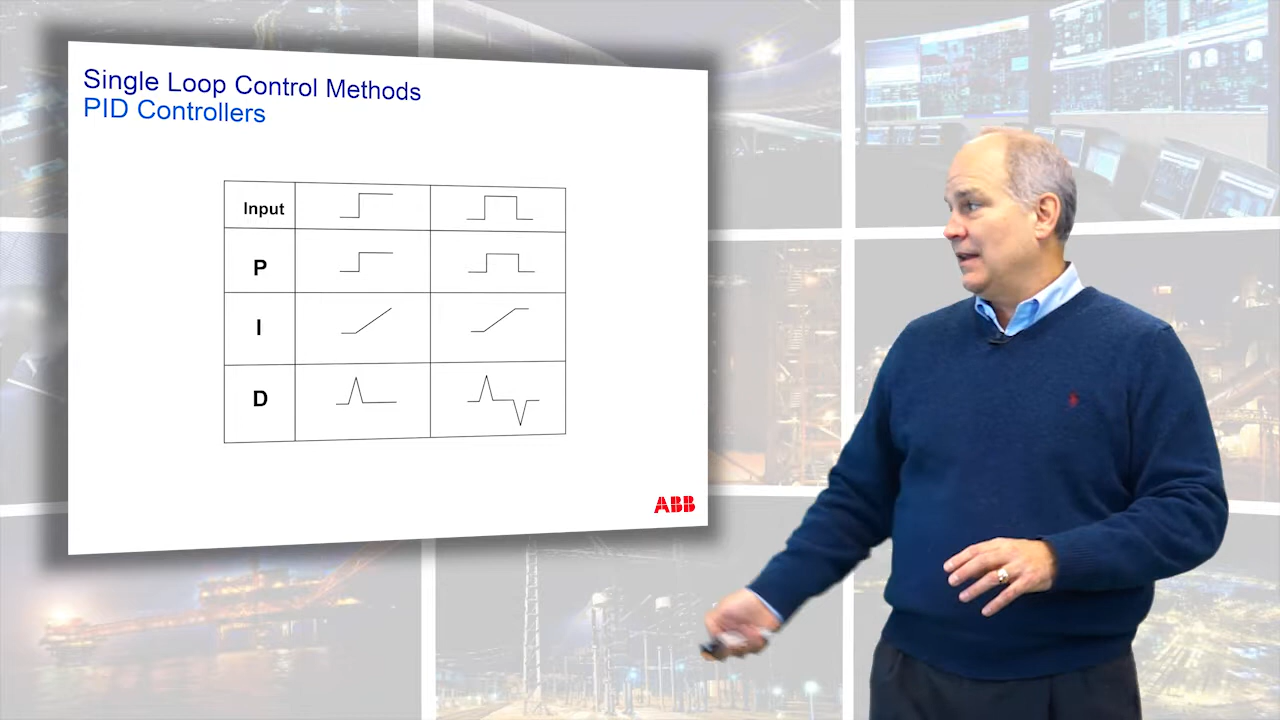 Single Loop Control Methods
PID Controllers
Input
P
I
D
ABB